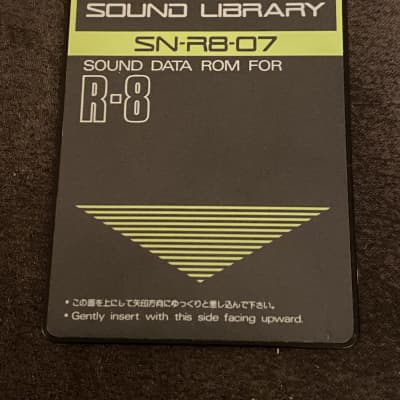 SOUND LIBRARY
SN-R8-07
SOUND DATA ROM FOR
R-8
• この面を上にして矢印方向にゆっくりと差し込んで下さい。
• Gently insert with this side facing upward.